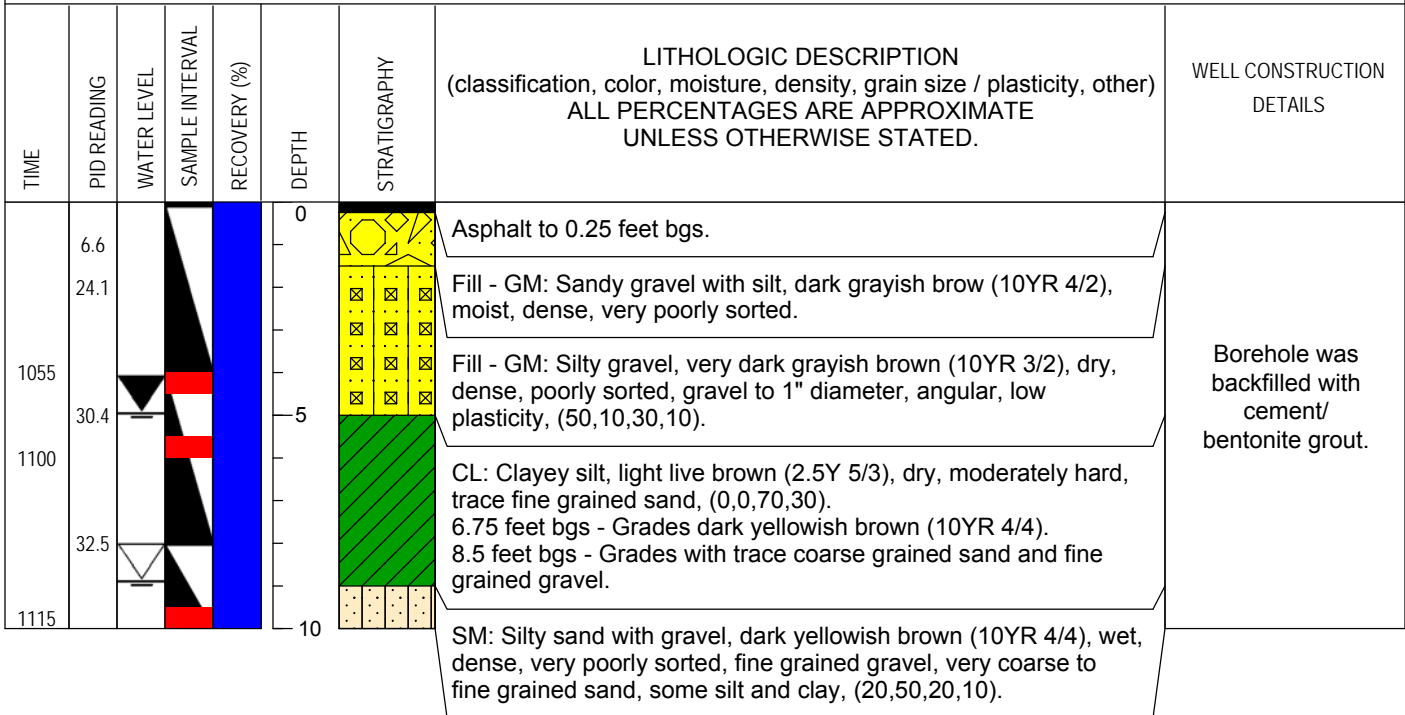 TIME
PID READING
WATER LEVEL
SAMPLE INTERVAL
RECOVERY (%)
DEPTH
STRATIGRAPHY
LITHOLOGIC DESCRIPTION
(classification, color, moisture, density, grain size / plasticity, other)
ALL PERCENTAGES ARE APPROXIMATE
UNLESS OTHERWISE STATED.
WELL CONSTRUCTION
DETAILS
0
Asphalt to 0.25 feet bgs.
6.6
24.1
Fill - GM: Sandy gravel with silt, dark grayish brow (10YR 4/2),
moist, dense, very poorly sorted.
1055
30.4
5
Fill - GM: Silty gravel, very dark grayish brown (10YR 3/2), dry,
dense, poorly sorted, gravel to 1" diameter, angular, low
plasticity, (50,10,30,10).
Borehole was
backfilled with
cement/
bentonite grout.
1100
32.5
CL: Clayey silt, light live brown (2.5Y 5/3), dry, moderately hard,
trace fine grained sand, (0,0,70,30).
6.75 feet bgs - Grades dark yellowish brown (10YR 4/4).
8.5 feet bgs - Grades with trace coarse grained sand and fine
grained gravel.
1115
10
SM: Silty sand with gravel, dark yellowish brown (10YR 4/4), wet,
dense, very poorly sorted, fine grained gravel, very coarse to
fine grained sand, some silt and clay, (20,50,20,10).